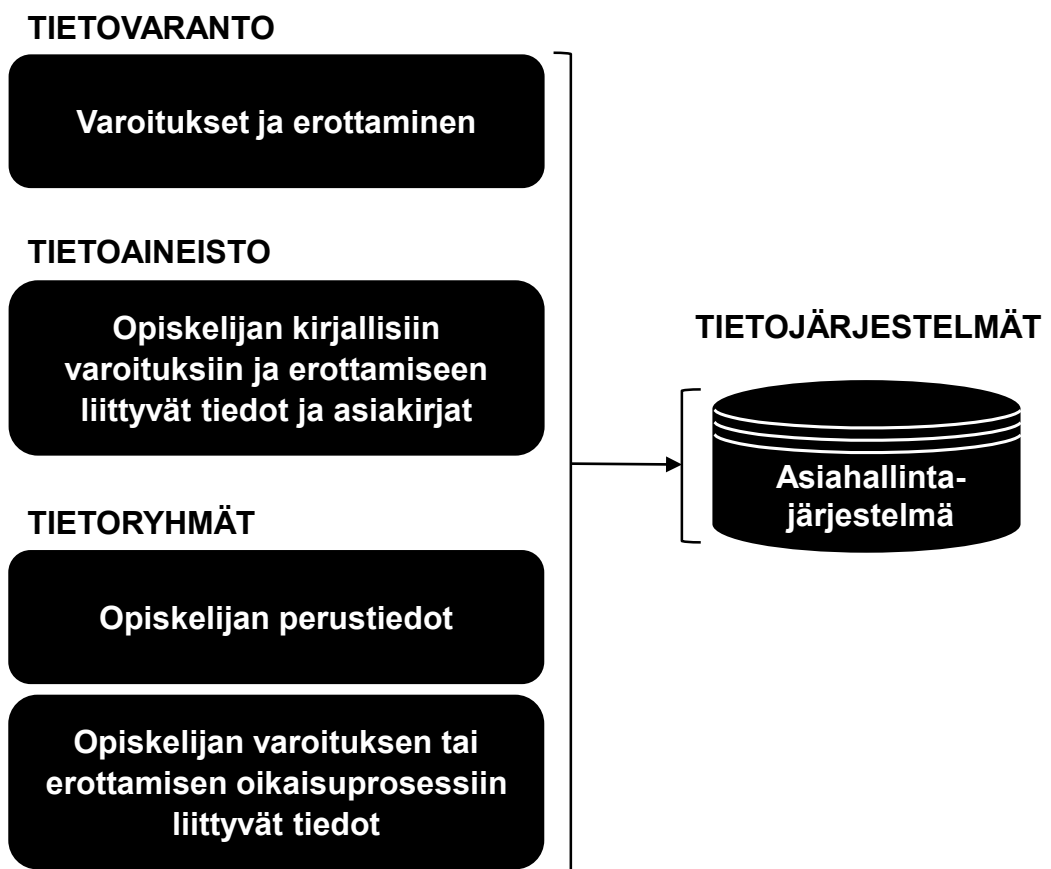 TIETOVARANTO
Varoitukset ja erottaminen
TIETOAINEISTO
Opiskelijan kirjallisiin
varoituksiin ja erottamiseen
liittyvät tiedot ja asiakirjat
TIETORYHMÄT
Opiskelijan perustiedot
Opiskelijan varoituksen tai
erottamisen oikaisuprosessiin
liittyvät tiedot
TIETOJÄRJESTELMÄT
Asiahallinta-
järjestelmä